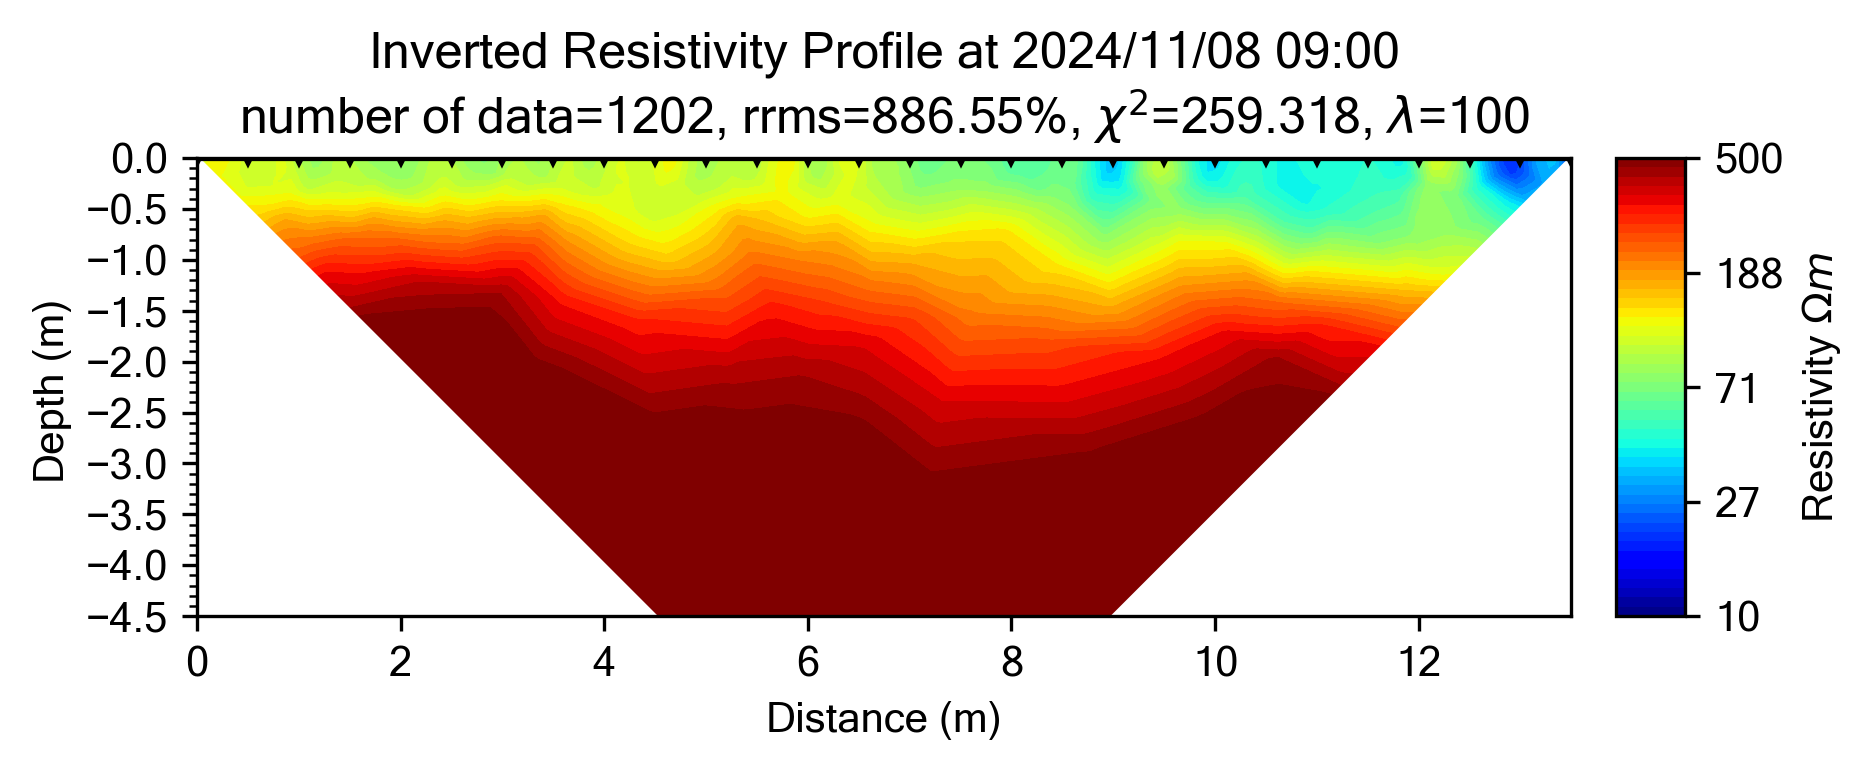 Inverted Resistivity Profile at 2024/11/08 09:00
number of data=1202, rrms=886.55%, χ²=259.318, λ=100
0.0
−0.5
−1.0
−1.5
−2.0
−2.5
−3.0
−3.5
−4.0
−4.5
Depth (m)
0 2 4 6 8 10 12
Distance (m)
500
188
71
27
10
Resistivity Ωm